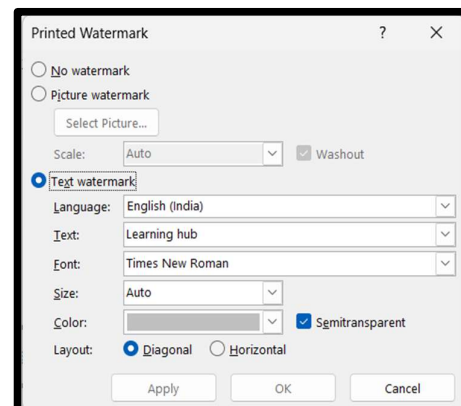 Printed Watermark ? ×
No watermark
Picture watermark
Select Picture...
Scale: Auto Washout
Text watermark
Language: English (India)
Text: Learning hub
Font: Times New Roman
Size: Auto
Color: Semitransparent
Layout: Diagonal Horizontal
Apply OK Cancel